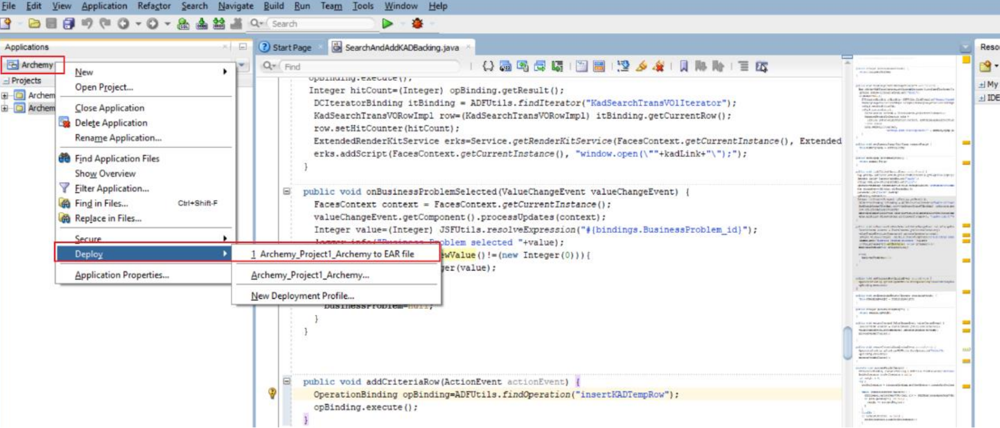 File Edit View Application Refactor Search Navigate Build Run Team Tools Window Help
Search
Applications
Start Page
SearchAndAddKADBacking.java
Reso
Archemy
Find
Projects
Archem
Archem
My
IDE
New
Open Project...
Close Application
Delete Application
Rename Application...
Find Application Files
Show Overview
Filter Application...
Find in Files... Ctrl+Shift-F
Replace in Files...
Secure
Deploy
Application Properties...
1 Archemy_Project1_Archemy to EAR file
Archemy_Project1_Archemy...
New Deployment Profile...
opBinding.execute();
Integer hitCount=(Integer) opBinding.getResult();
DCIteratorBinding itBinding = ADFUtils.findIterator("KadSearchTransVO1Iterator");
KadSearchTransVORowImpl row=(KadSearchTransVORowImpl) itBinding.getCurrentRow();
row.setHitCounter(hitCount);
ExtendedRenderKitService erks=Service.getRenderKitService(FacesContext.getCurrentInstance(), Extended
erks.addScript(FacesContext.getCurrentInstance(), "window.open(\""+kadLink+"\");");
}
public void onBusinessProblemSelected(ValueChangeEvent valueChangeEvent) {
FacesContext context = FacesContext.getCurrentInstance();
valueChangeEvent.getComponent().processUpdates(context);
Integer value=(Integer) JSFUtils.resolveExpression("#{bindings.BusinessProblem_id}");
logger.info("Business Problem selected "+value);
ewValue()!=(new Integer(0))){
ger(value);
businessProblem=null;
}
}
public void addCriteriaRow(ActionEvent actionEvent) {
OperationBinding opBinding=ADFUtils.findOperation("insertKADTempRow");
opBinding.execute();
}